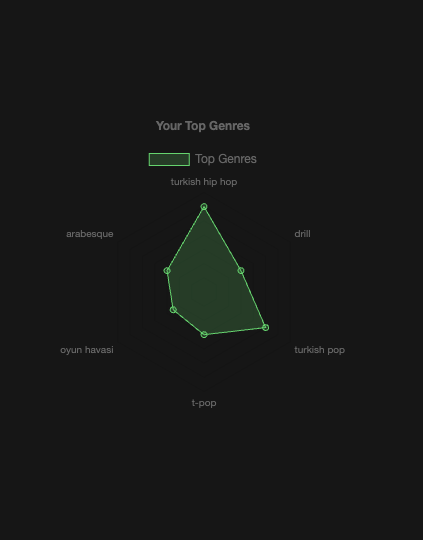 Your Top Genres
Top Genres
turkish hip hop
arabesque
drill
oyun havasi
turkish pop
t-pop